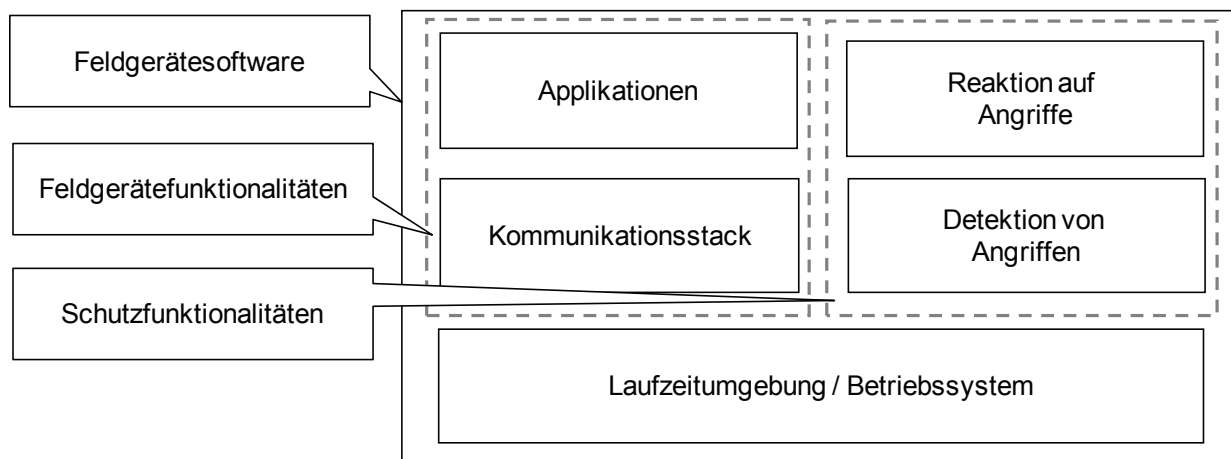 Feldgerätesoftware
Feldgerätefunktionalitäten
Schutzfunktionalitäten
Applikationen
Kommunikationsstack
Reaktion auf
Angriffe
Detektion von
Angriffen
Laufzeitumgebung / Betriebssystem